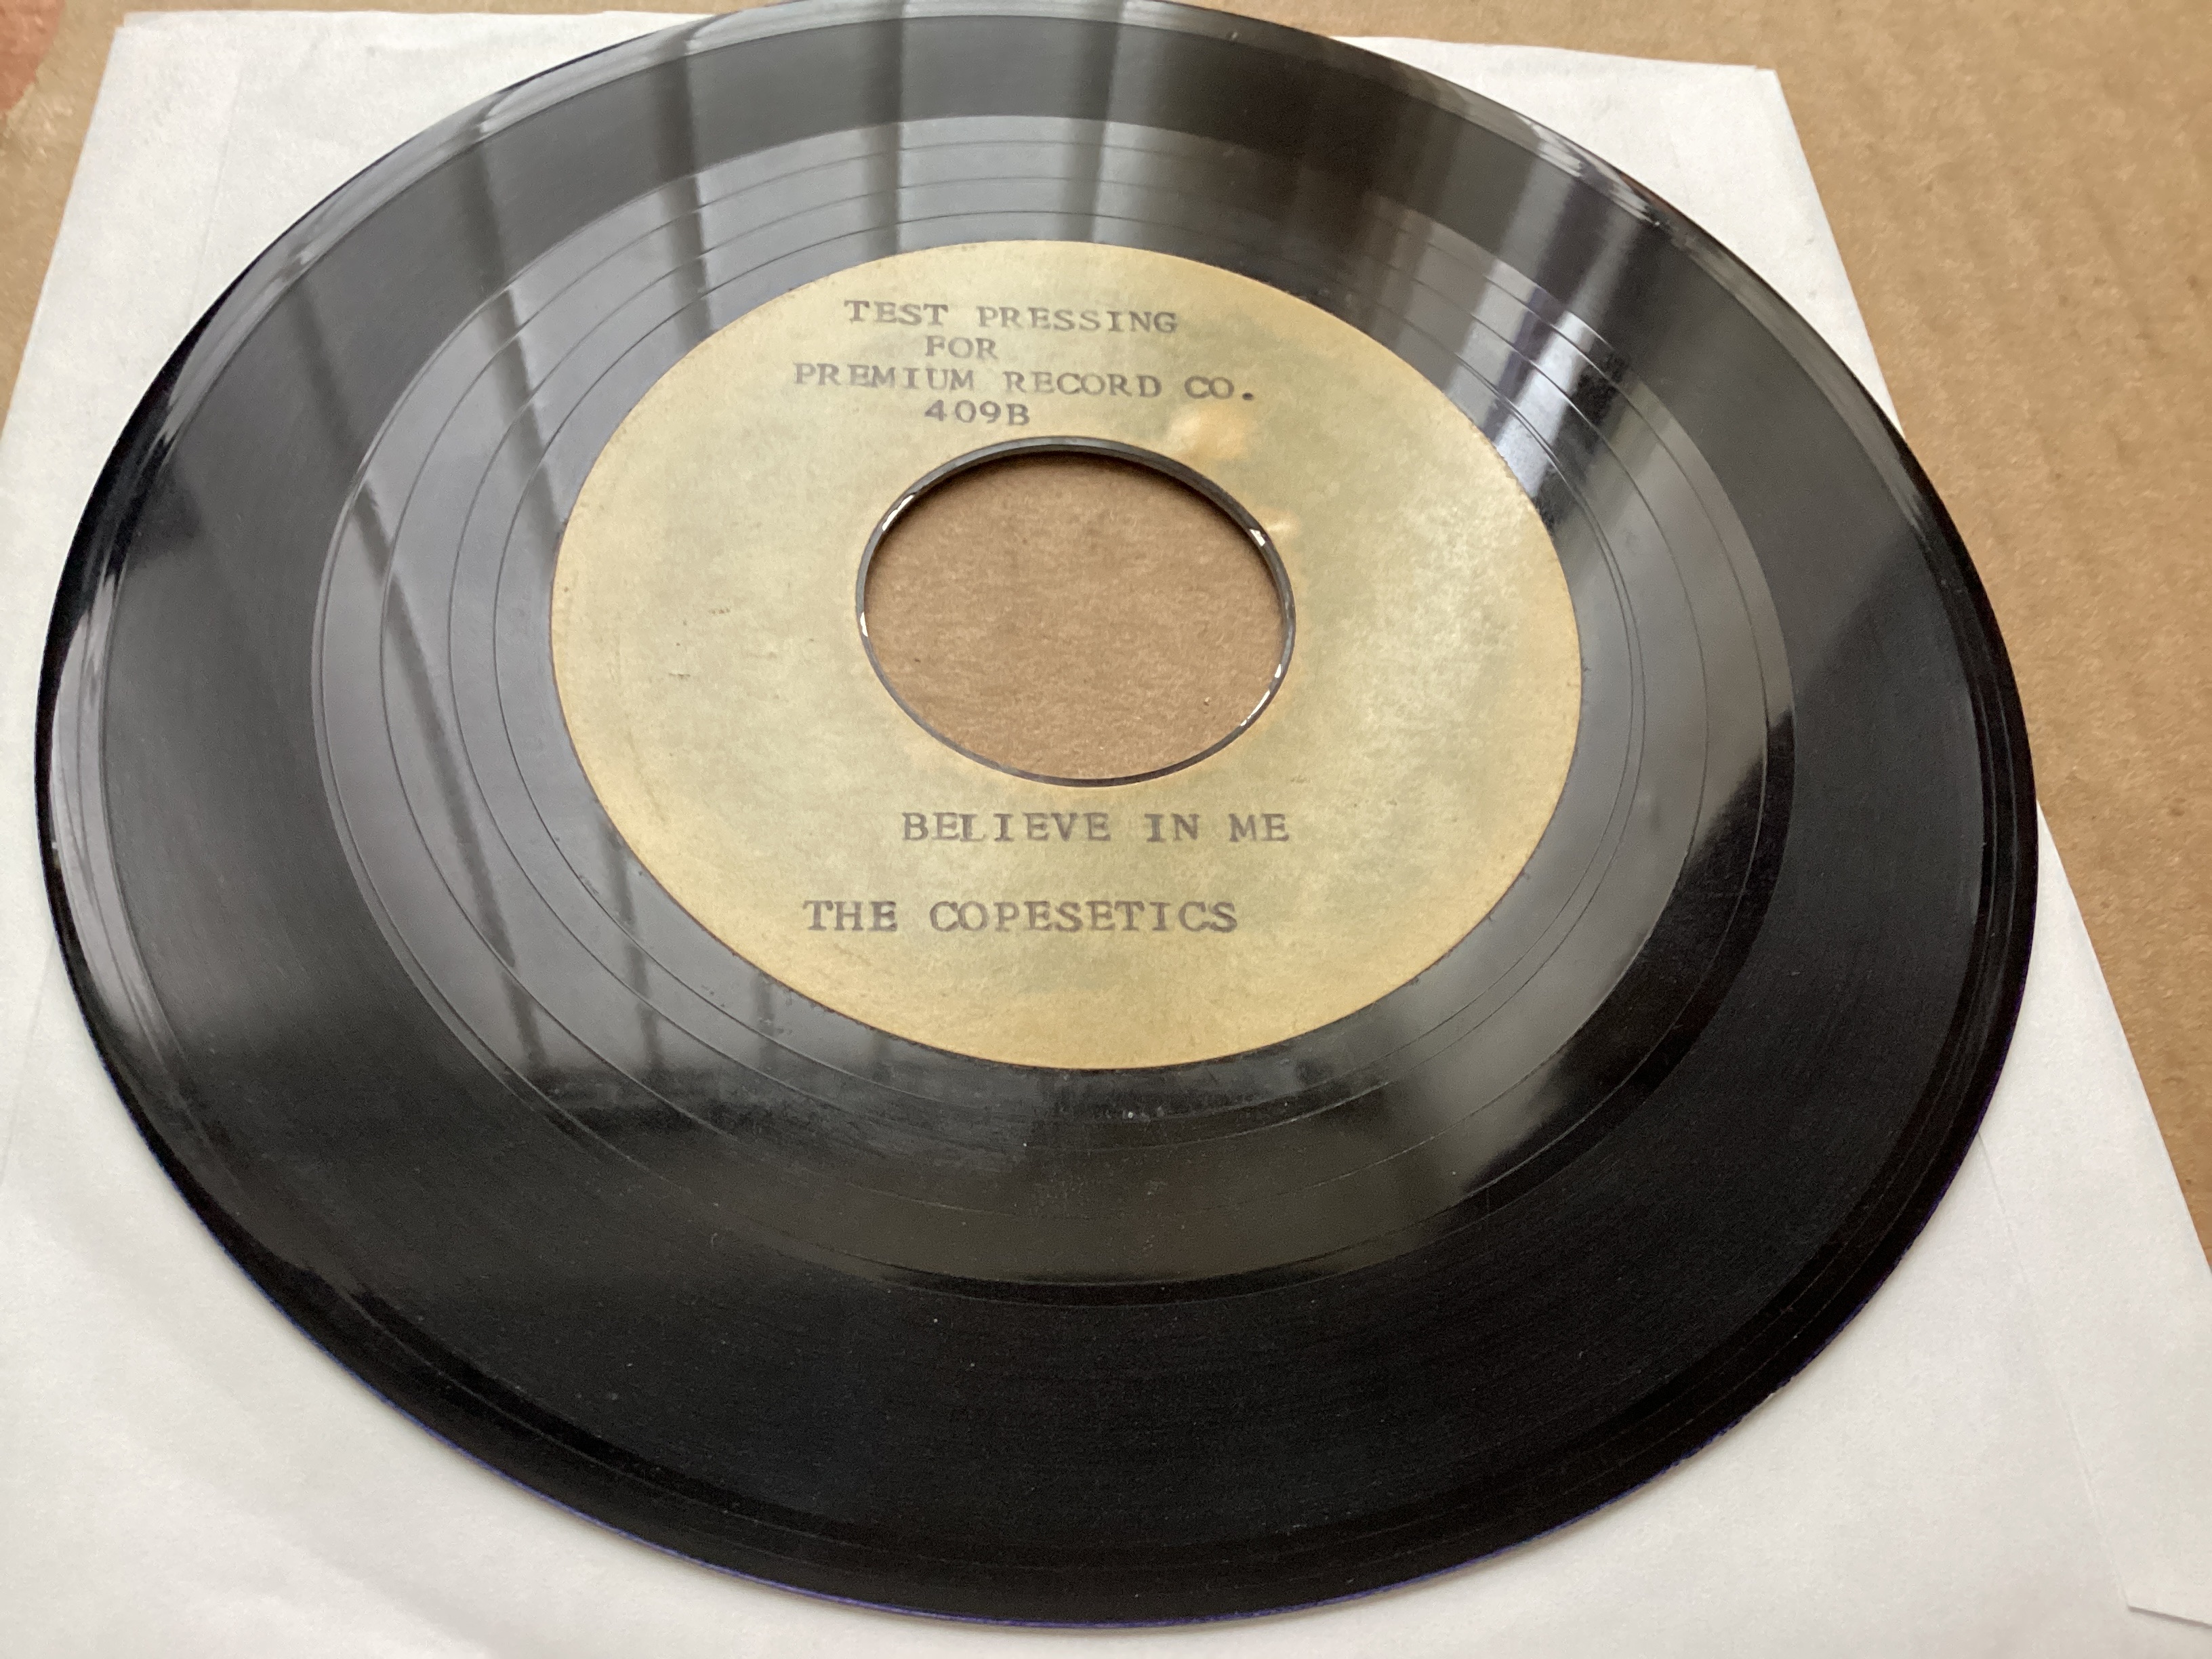 TEST PRESSING
FOR
PREMIUM RECORD CO.
409B
BELIEVE IN ME
THE COPESETICS